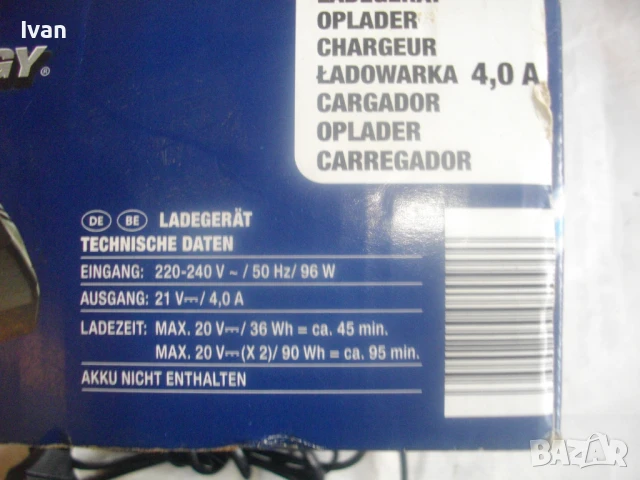 Ivan
LADEGERÄT
OPLADER
CHARGEUR
ŁADOWARKA 4,0 A
CARGADOR
OPLADER
CARREGADOR
GY®
DE BE LADEGERÄT
TECHNISCHE DATEN
EINGANG: 220-240 V ~ / 50 Hz/ 96 W
AUSGANG: 21 V⎓/ 4,0 A
LADEZEIT: MAX. 20 V⎓/ 36 Wh = ca. 45 min.
MAX. 20 V⎓(X 2)/ 90 Wh = ca. 95 min.
AKKU NICHT ENTHALTEN
BAZAR